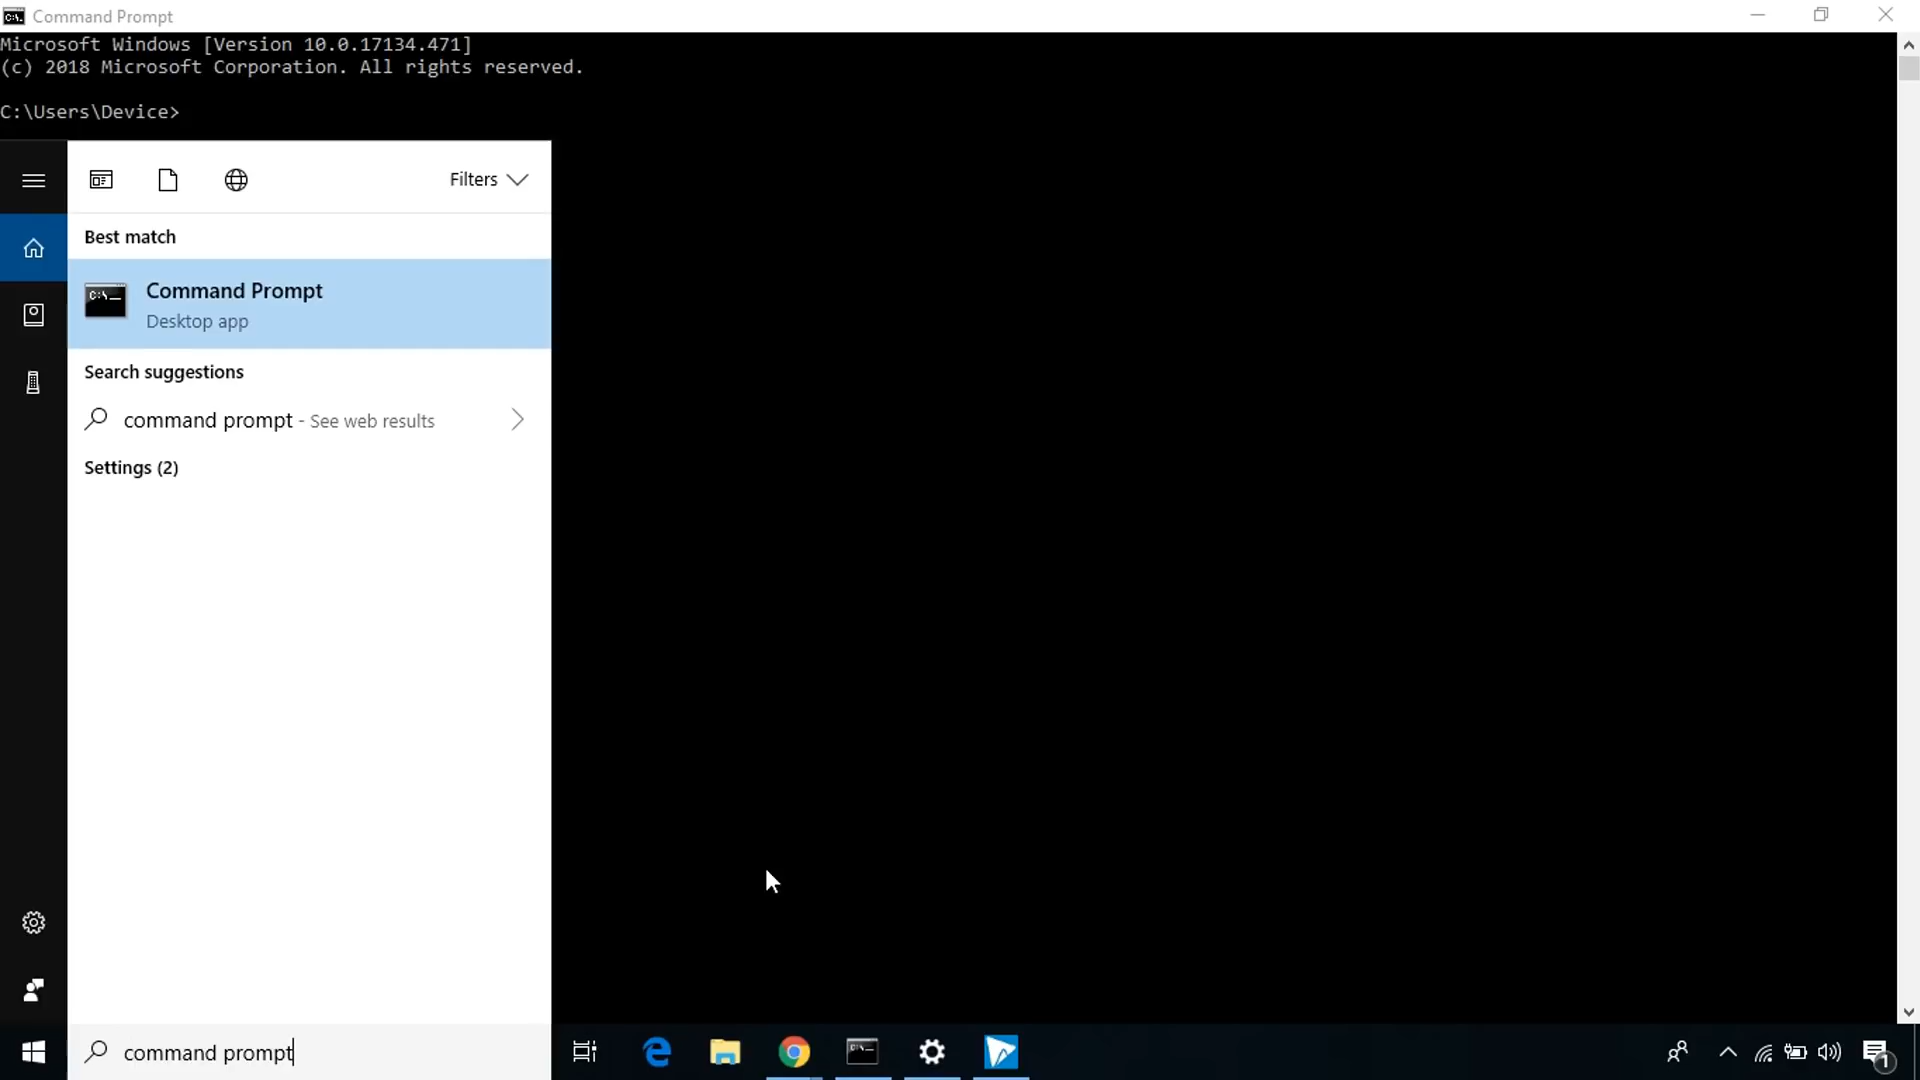 Command Prompt
Microsoft Windows [Version 10.0.17134.471]
(c) 2018 Microsoft Corporation. All rights reserved.
C:\Users\Device>
Filters
Best match
Command Prompt
Desktop app
Search suggestions
command prompt - See web results
Settings (2)
command prompt
1